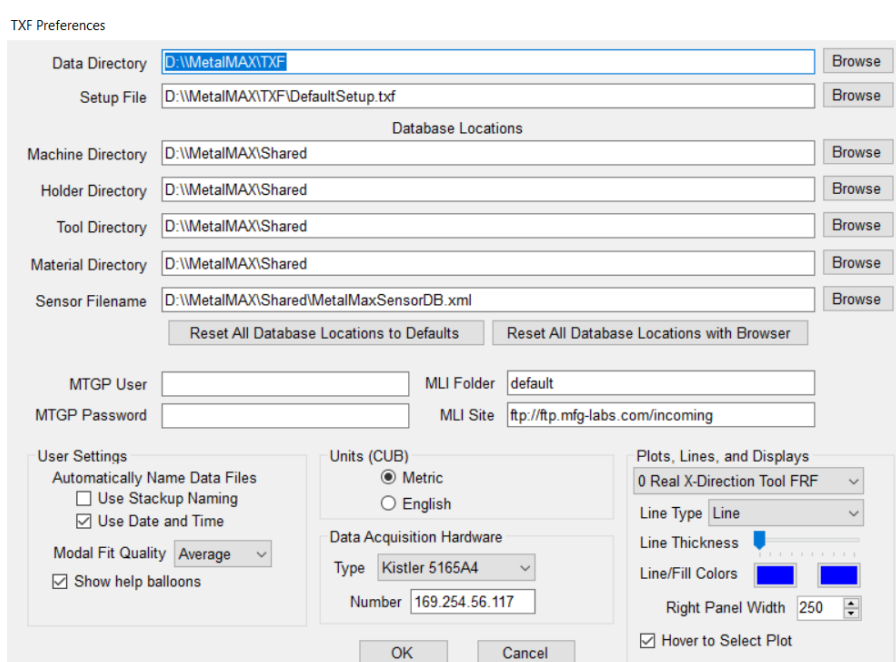 TXF Preferences
Data Directory D:\\MetalMAX\TXF Browse
Setup File D:\\MetalMAX\TXF\DefaultSetup.txf Browse
Database Locations
Machine Directory D:\\MetalMAX\Shared Browse
Holder Directory D:\\MetalMAX\Shared Browse
Tool Directory D:\\MetalMAX\Shared Browse
Material Directory D:\\MetalMAX\Shared Browse
Sensor Filename D:\\MetalMAX\Shared\MetalMaxSensorDB.xml Browse
Reset All Database Locations to Defaults Reset All Database Locations with Browser
MTGP User MLI Folder default
MTGP Password MLI Site ftp://ftp.mfg-labs.com/incoming
User Settings
Automatically Name Data Files
Use Stackup Naming
Use Date and Time
Modal Fit Quality Average
Show help balloons
Units (CUB)
Metric
English
Data Acquisition Hardware
Type Kistler 5165A4
Number 169.254.56.117
Plots, Lines, and Displays
0 Real X-Direction Tool FRF
Line Type Line
Line Thickness
Line/Fill Colors
Right Panel Width 250
Hover to Select Plot
OK Cancel